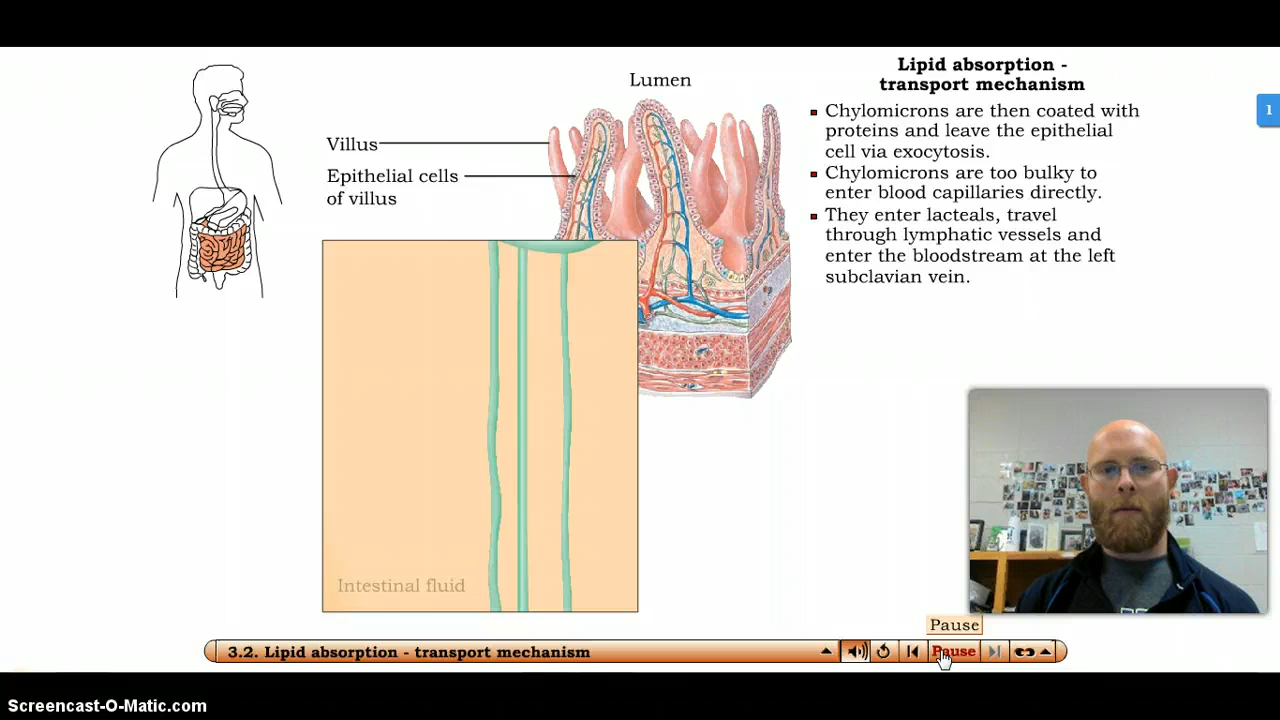 Lumen
Villus
Epithelial cells
of villus
Intestinal fluid
Lipid absorption -
transport mechanism
Chylomicrons are then coated with
proteins and leave the epithelial
cell via exocytosis.
Chylomicrons are too bulky to
enter blood capillaries directly.
They enter lacteals, travel
through lymphatic vessels and
enter the bloodstream at the left
subclavian vein.
1
Pause
3.2. Lipid absorption - transport mechanism
Pause
Screencast-O-Matic.com